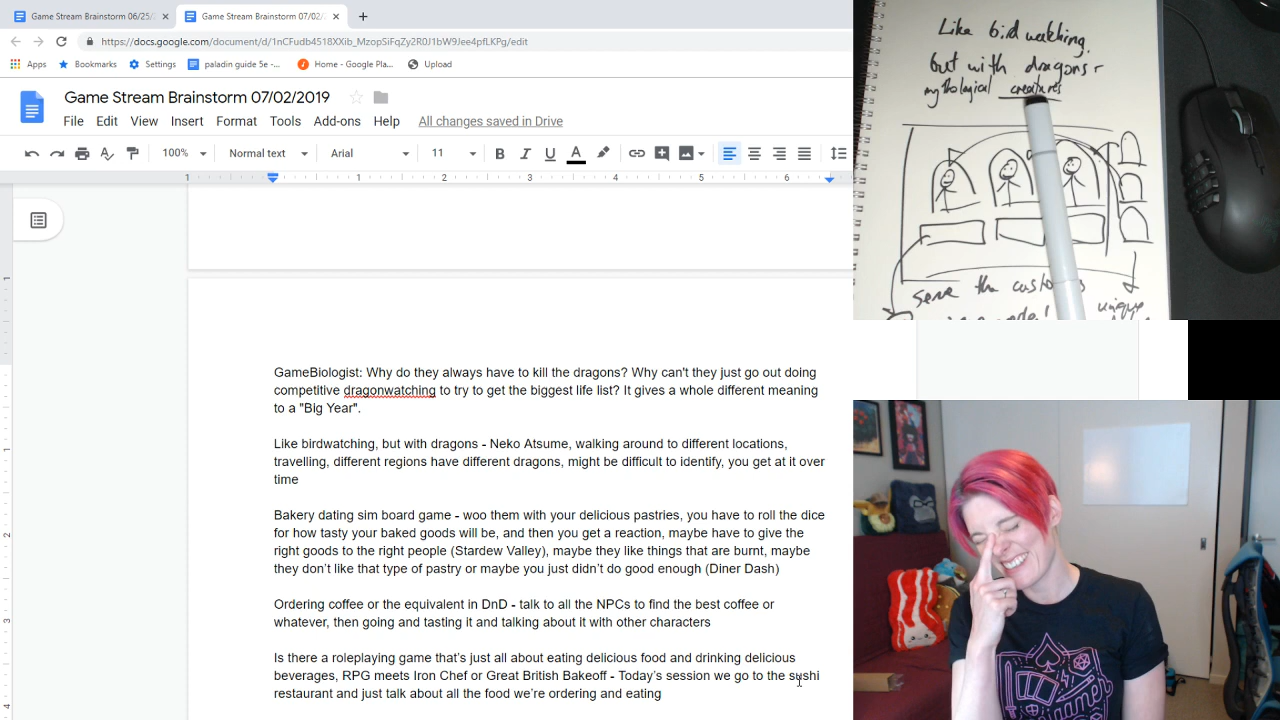 Game Stream Brainstorm 06/25/
Game Stream Brainstorm 07/02/
https://docs.google.com/document/d/1nCFudb4518XXib_MzopSiFqZy2R0J1bW9Jee4pfLKPg/edit
Apps Bookmarks Settings paladin guide 5e -... Home - Google Pla... Upload
Game Stream Brainstorm 07/02/2019
File Edit View Insert Format Tools Add-ons Help All changes saved in Drive
100% Normal text Arial 11 B I U A
1 1 2 3 4 5 6
GameBiologist: Why do they always have to kill the dragons? Why can't they just go out doing
competitive dragonwatching to try to get the biggest life list? It gives a whole different meaning
to a "Big Year".
Like birdwatching, but with dragons - Neko Atsume, walking around to different locations,
travelling, different regions have different dragons, might be difficult to identify, you get at it over
time
Bakery dating sim board game - woo them with your delicious pastries, you have to roll the dice
for how tasty your baked goods will be, and then you get a reaction, maybe have to give the
right goods to the right people (Stardew Valley), maybe they like things that are burnt, maybe
they don't like that type of pastry or maybe you just didn't do good enough (Diner Dash)
Ordering coffee or the equivalent in DnD - talk to all the NPCs to find the best coffee or
whatever, then going and tasting it and talking about it with other characters
Is there a roleplaying game that's just all about eating delicious food and drinking delicious
beverages, RPG meets Iron Chef or Great British Bakeoff - Today's session we go to the sushi
restaurant and just talk about all the food we're ordering and eating
1
1
2
3
4
Like bird watching,
but with dragons
mythological creatures
serve the
unique